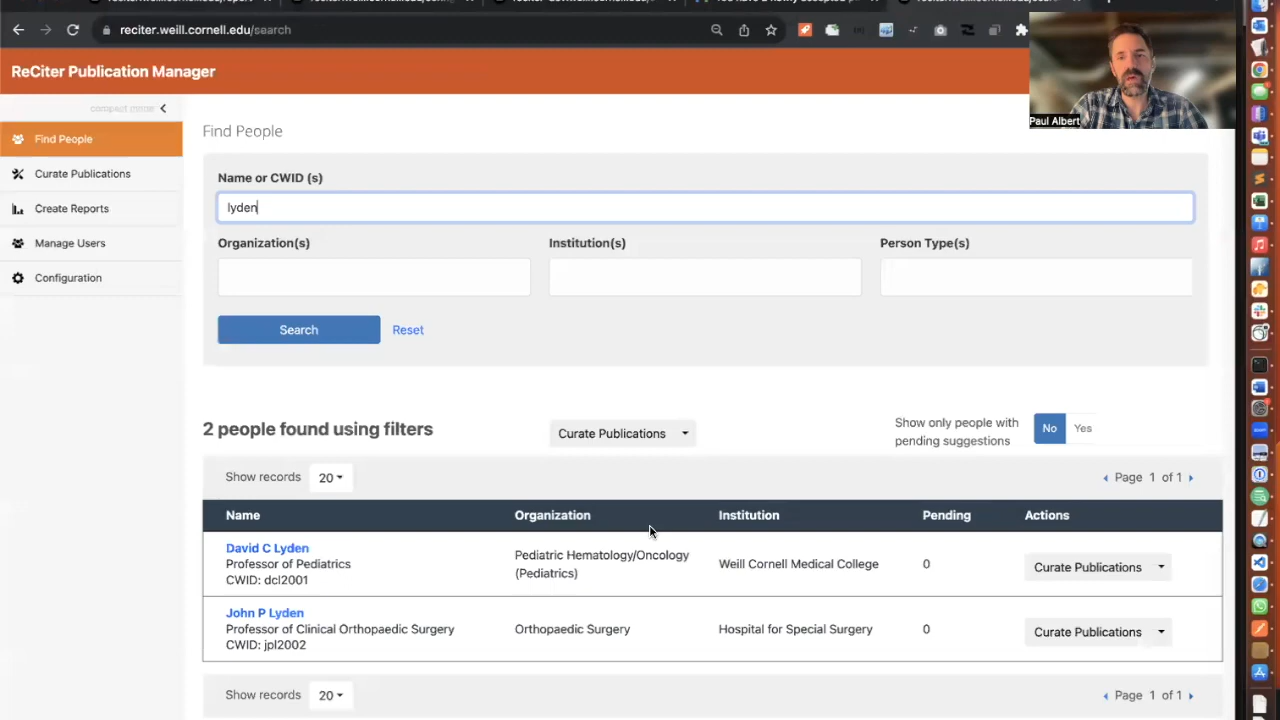 reciter.weill.cornell.edu/search
ReCiter Publication Manager
Paul Albert
compact mode
Find People
Curate Publications
Create Reports
Manage Users
Configuration
Find People
Name or CWID (s)
lyden
Organization(s)
Institution(s)
Person Type(s)
Search
Reset
2 people found using filters
Curate Publications
Show only people with
pending suggestions
No
Yes
Show records
20
Page 1 of 1
Name
Organization
Institution
Pending
Actions
David C Lyden
Professor of Pediatrics
CWID: dcl2001
Pediatric Hematology/Oncology
(Pediatrics)
Weill Cornell Medical College
0
Curate Publications
John P Lyden
Professor of Clinical Orthopaedic Surgery
CWID: jpl2002
Orthopaedic Surgery
Hospital for Special Surgery
0
Curate Publications
Show records
20
Page 1 of 1